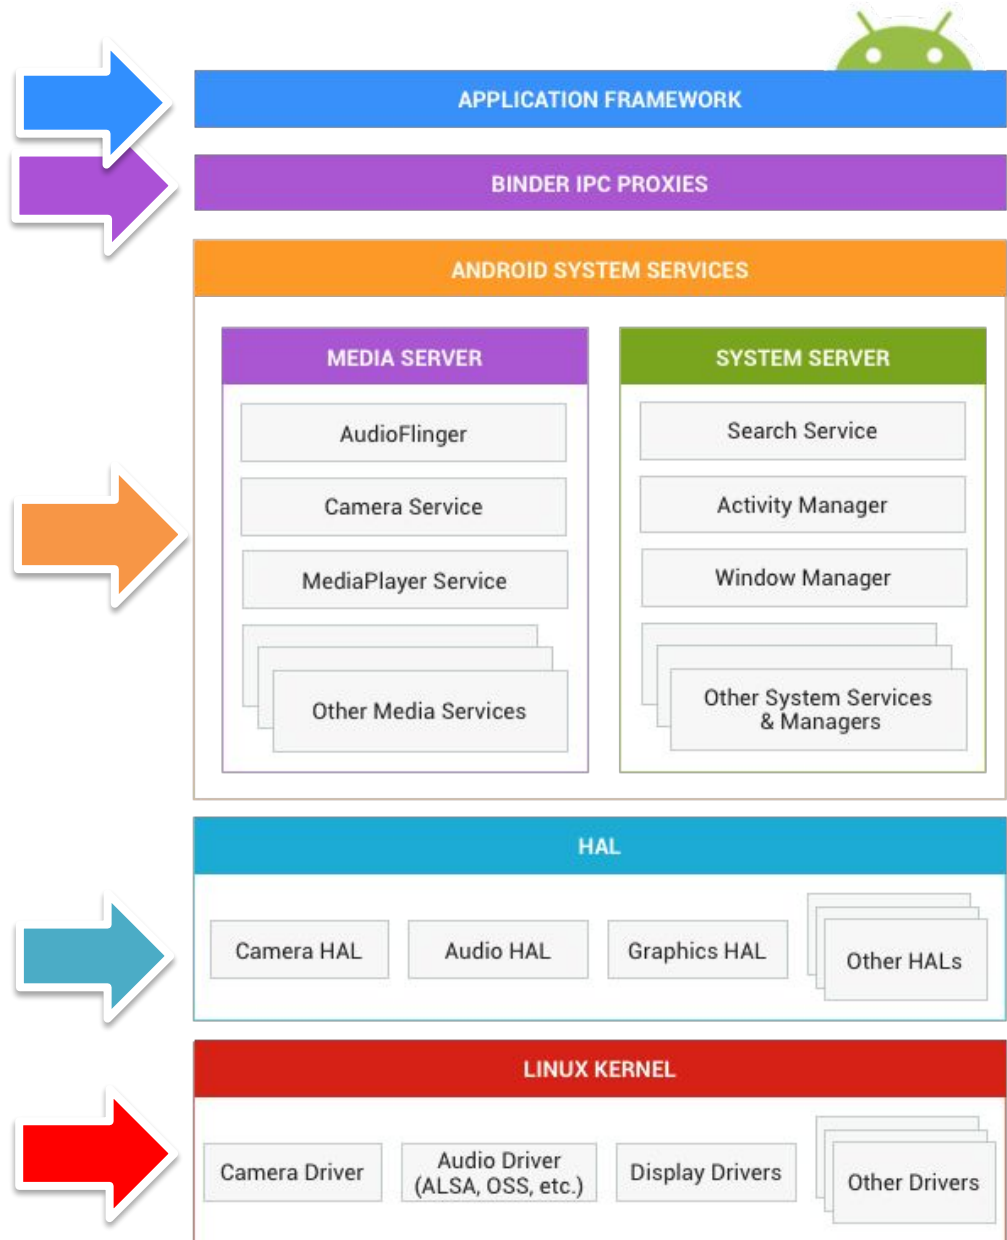 APPLICATION FRAMEWORK
BINDER IPC PROXIES
ANDROID SYSTEM SERVICES
MEDIA SERVER
AudioFlinger
Camera Service
MediaPlayer Service
Other Media Services
SYSTEM SERVER
Search Service
Activity Manager
Window Manager
Other System Services
& Managers
HAL
Camera HAL
Audio HAL
Graphics HAL
Other HALs
LINUX KERNEL
Camera Driver
Audio Driver
(ALSA, OSS, etc.)
Display Drivers
Other Drivers